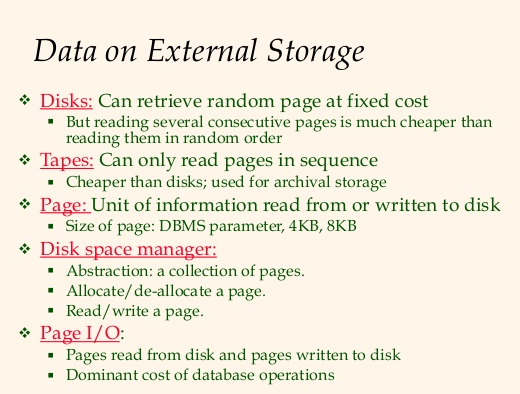 Data on External Storage
Disks: Can retrieve random page at fixed cost
But reading several consecutive pages is much cheaper than
reading them in random order
Tapes: Can only read pages in sequence
Cheaper than disks; used for archival storage
Page: Unit of information read from or written to disk
Size of page: DBMS parameter, 4KB, 8KB
Disk space manager:
Abstraction: a collection of pages.
Allocate/de-allocate a page.
Read/write a page.
Page I/O:
Pages read from disk and pages written to disk
Dominant cost of database operations